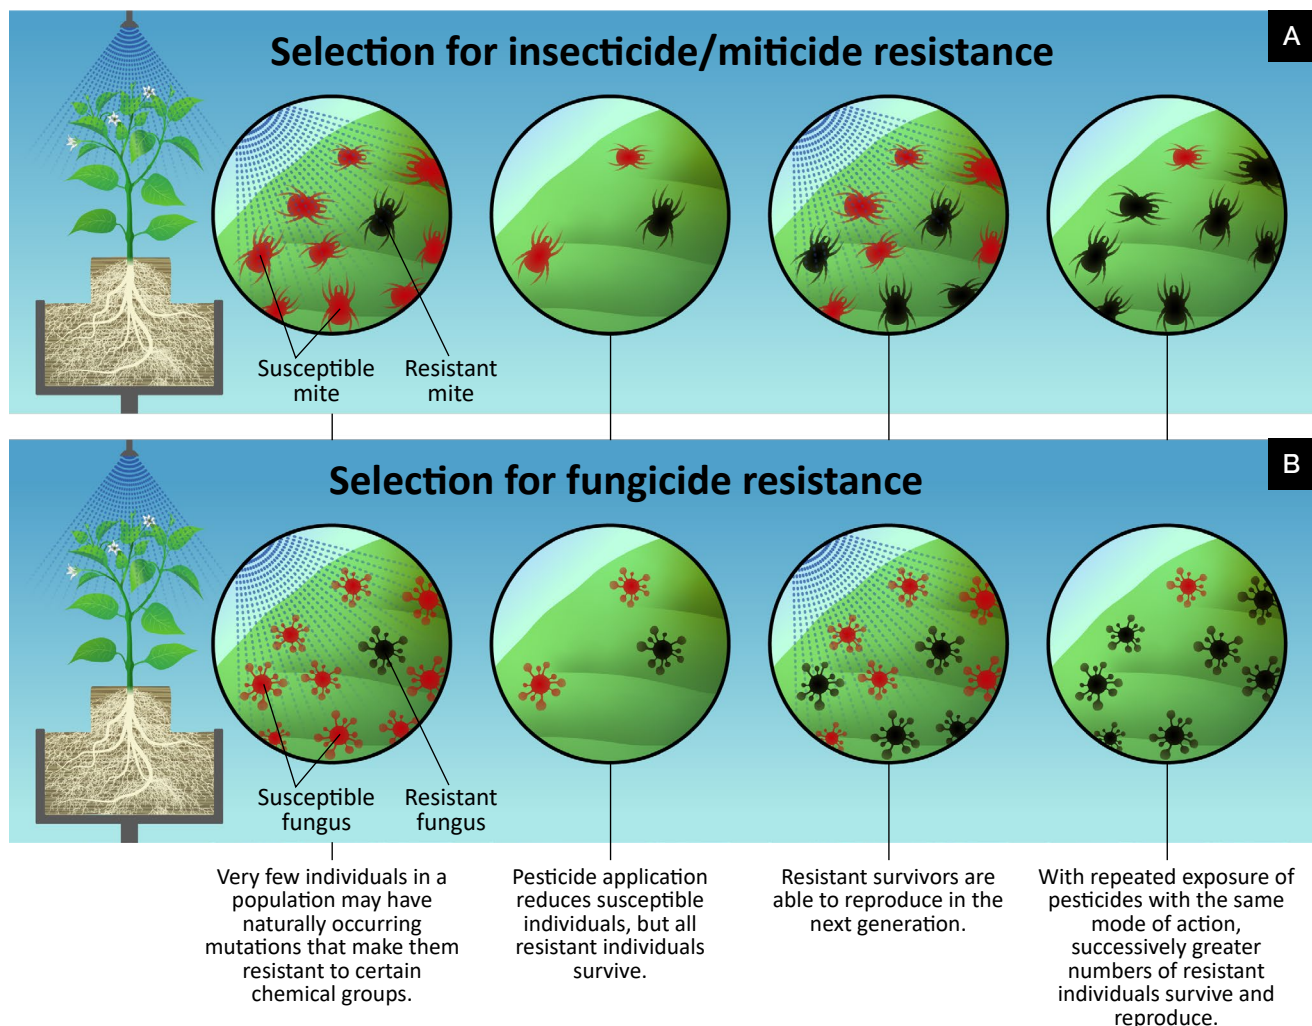 A
Selection for insecticide/miticide resistance
Susceptible
mite
Resistant
mite
B
Selection for fungicide resistance
Susceptible
fungus
Resistant
fungus
Very few individuals in a
population may have
naturally occurring
mutations that make them
resistant to certain
chemical groups.
Pesticide application
reduces susceptible
individuals, but all
resistant individuals
survive.
Resistant survivors are
able to reproduce in the
next generation.
With repeated exposure of
pesticides with the same
mode of action,
successively greater
numbers of resistant
individuals survive and
reproduce.